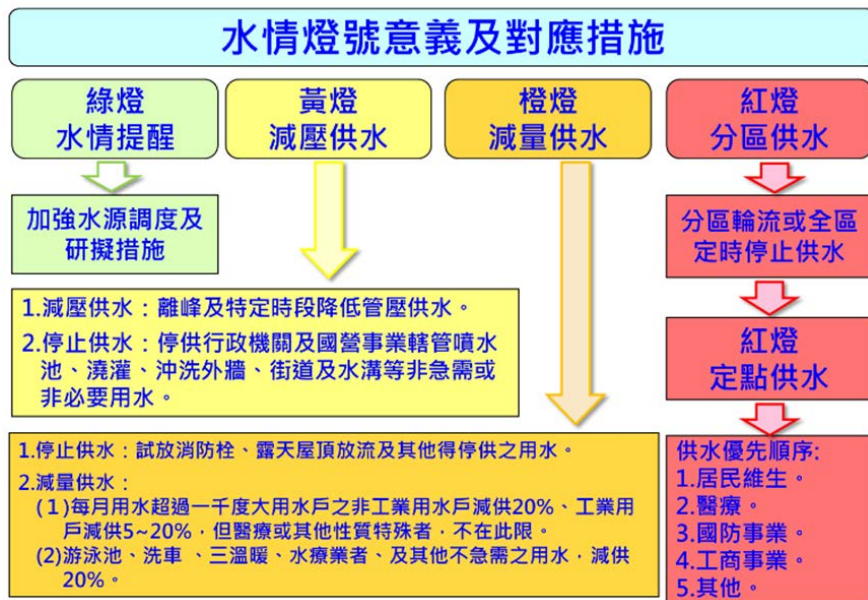 水情燈號意義及對應措施
綠燈
水情提醒
黃燈
減壓供水
橙燈
減量供水
紅燈
分區供水
加強水源調度及
研擬措施
分區輪流或全區
定時停止供水
1.減壓供水：離峰及特定時段降低管壓供水。
2.停止供水：停供行政機關及國營事業轄管噴水
池、澆灌、沖洗外牆、街道及水溝等非急需或
非必要用水。
紅燈
定點供水
1.停止供水：試放消防栓、露天屋頂放流及其他得停供之用水。
2.減量供水：
(1)每月用水超過一千度大用水戶之非工業用水戶減供20%、工業用
戶減供5~20%，但醫療或其他性質特殊者，不在此限。
(2)游泳池、洗車 、三溫暖、水療業者、及其他不急需之用水，減供
20%。
供水優先順序:
1.居民維生。
2.醫療。
3.國防事業。
4.工商事業。
5.其他。